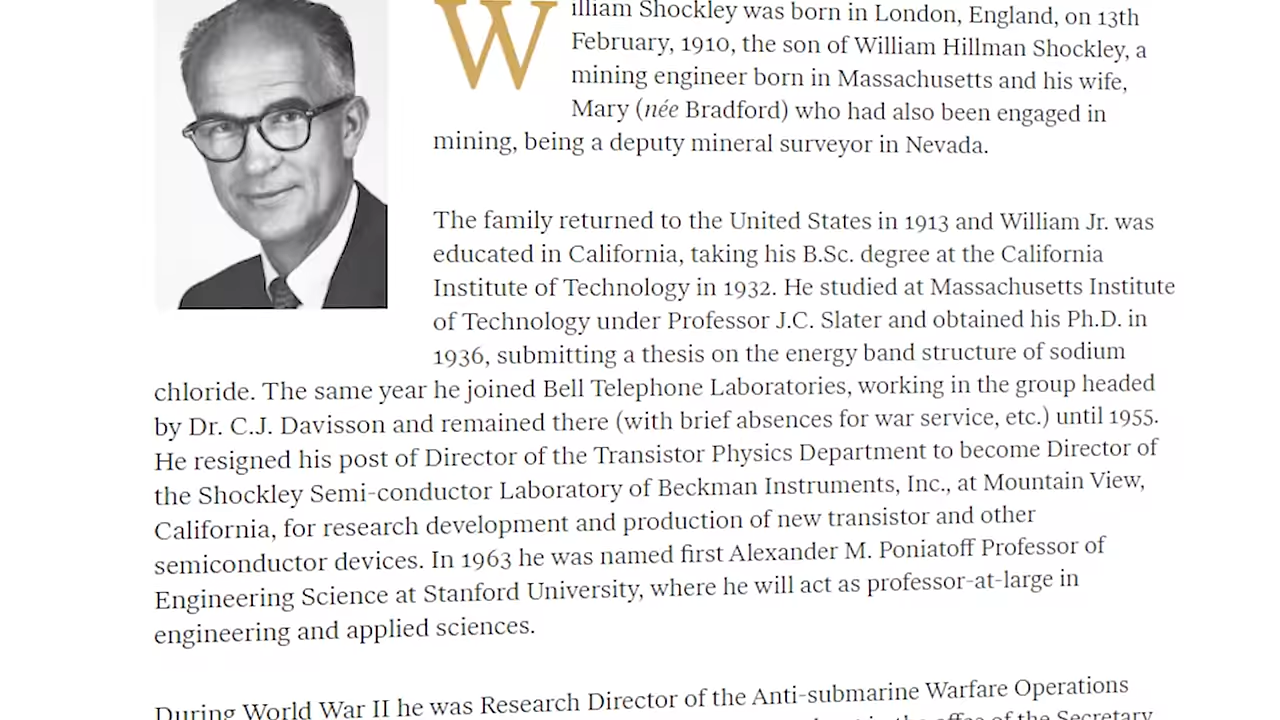 William Shockley was born in London, England, on 13th
February, 1910, the son of William Hillman Shockley, a
mining engineer born in Massachusetts and his wife,
Mary (née Bradford) who had also been engaged in
mining, being a deputy mineral surveyor in Nevada.
The family returned to the United States in 1913 and William Jr. was
educated in California, taking his B.Sc. degree at the California
Institute of Technology in 1932. He studied at Massachusetts Institute
of Technology under Professor J.C. Slater and obtained his Ph.D. in
1936, submitting a thesis on the energy band structure of sodium
chloride. The same year he joined Bell Telephone Laboratories, working in the group headed
by Dr. C.J. Davisson and remained there (with brief absences for war service, etc.) until 1955.
He resigned his post of Director of the Transistor Physics Department to become Director of
the Shockley Semi-conductor Laboratory of Beckman Instruments, Inc., at Mountain View,
California, for research development and production of new transistor and other
semiconductor devices. In 1963 he was named first Alexander M. Poniatoff Professor of
Engineering Science at Stanford University, where he will act as professor-at-large in
engineering and applied sciences.
During World War II he was Research Director of the Anti-submarine Warfare Operations
in the of the Secretary